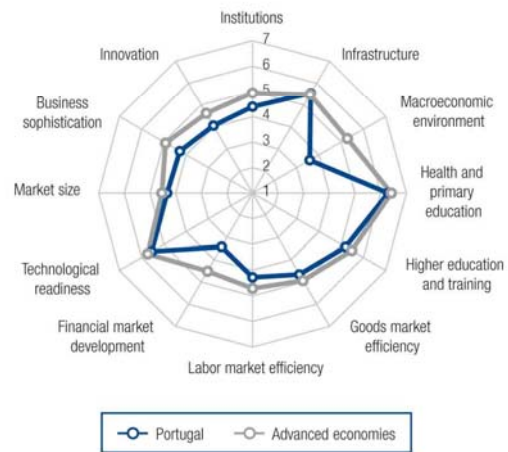 Institutions
Infrastructure
Macroeconomic
environment
Health and
primary
education
Higher education
and training
Goods market
efficiency
Labor market efficiency
Financial market
development
Technological
readiness
Market size
Business
sophistication
Innovation
7
6
5
4
3
2
1
Portugal
Advanced economies